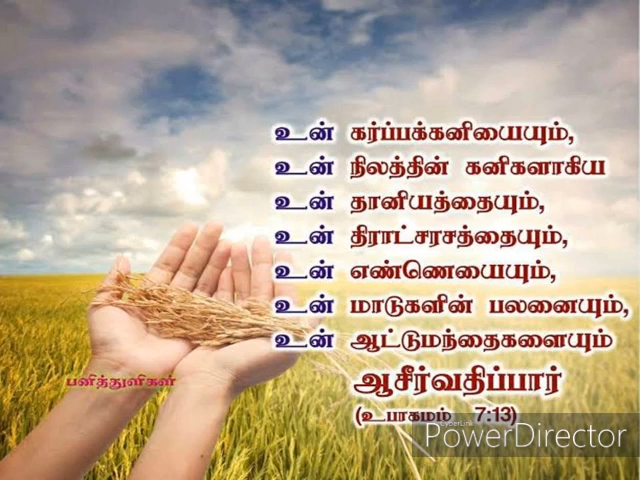 உன் கர்ப்பக்கனியையும்,
உன் நிலத்தின் கனிகளாகிய
உன் தானியத்தையும்,
உன் திராட்சரசத்தையும்,
உன் எண்ணெயையும்,
உன் மாடுகளின் பலனையும்,
உன் ஆட்டுமந்தைகளையும்
ஆசீர்வதிப்பார்
(உபாகமம் 7:13)
பனித்துளிகள்
CyberLink
PowerDirector